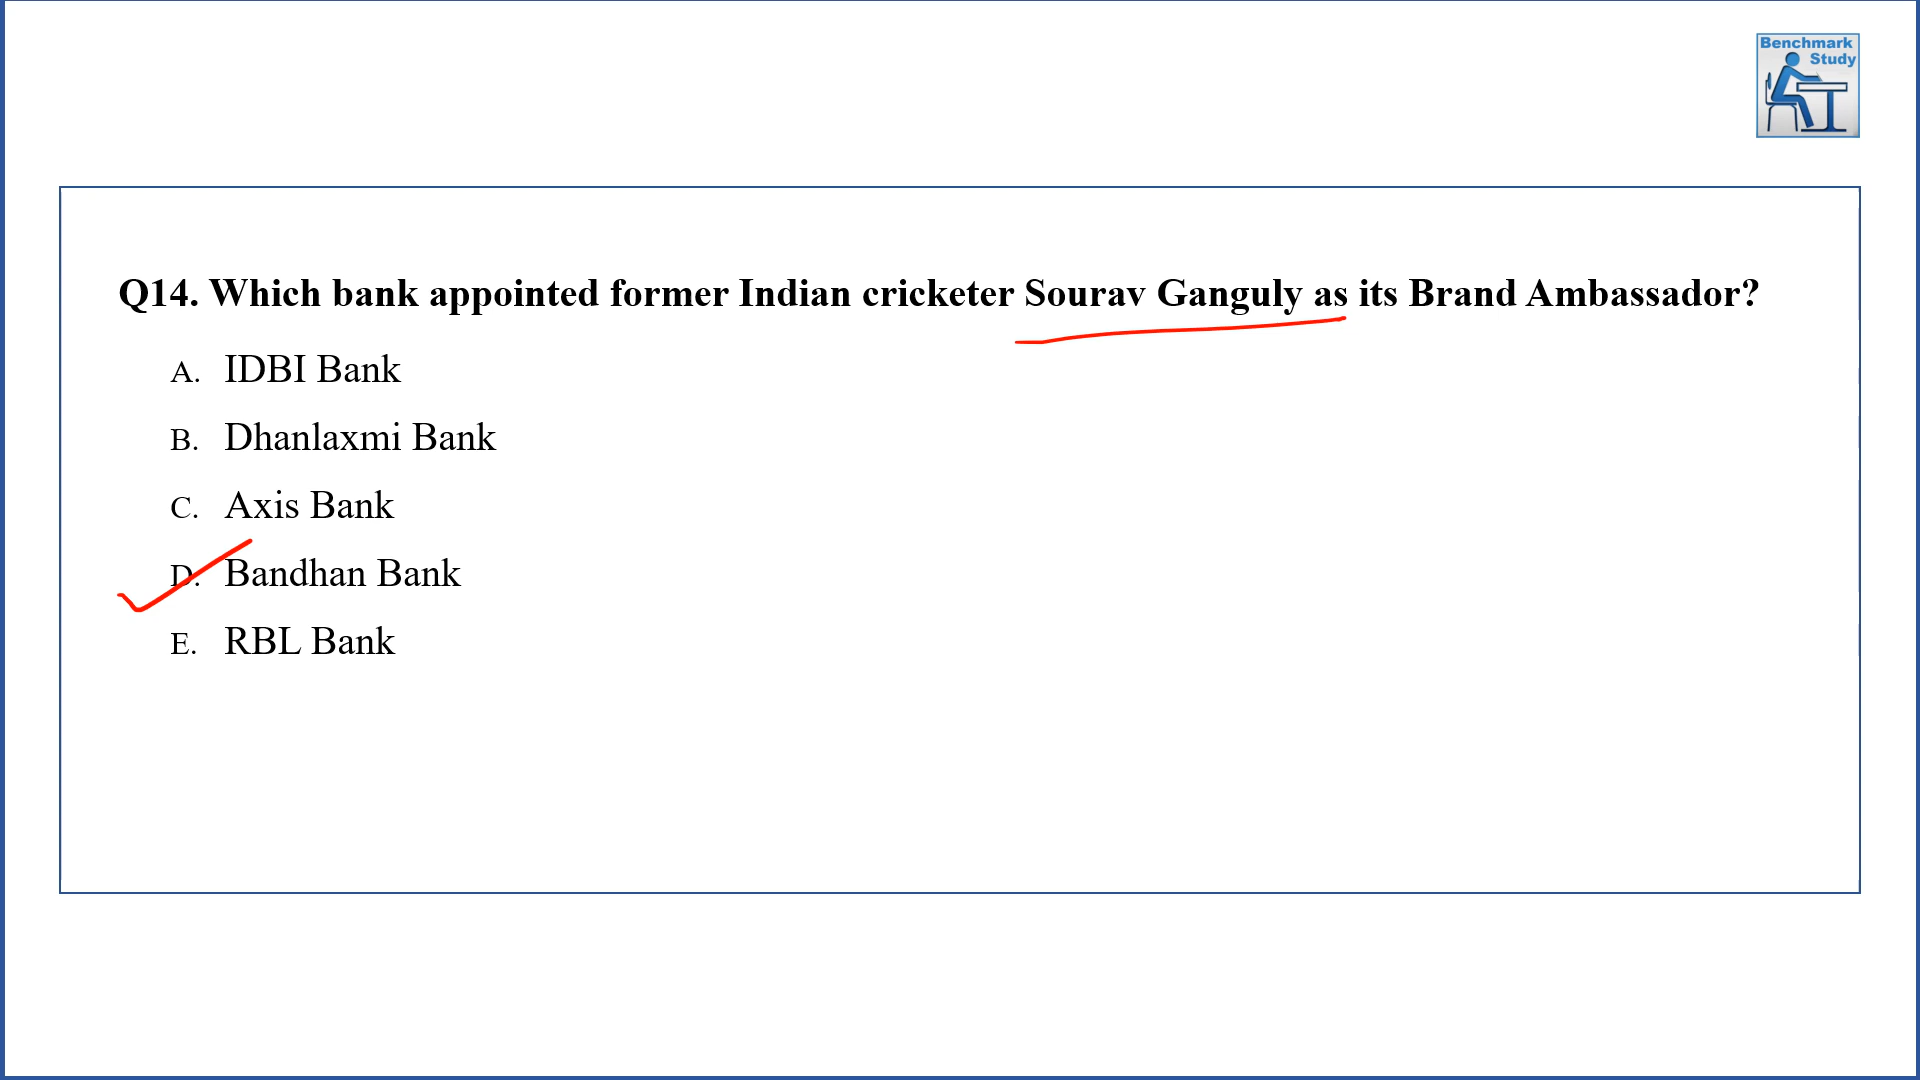 Benchmark
Study
Q14. Which bank appointed former Indian cricketer Sourav Ganguly as its Brand Ambassador?
A. IDBI Bank
B. Dhanlaxmi Bank
C. Axis Bank
D. Bandhan Bank
E. RBL Bank